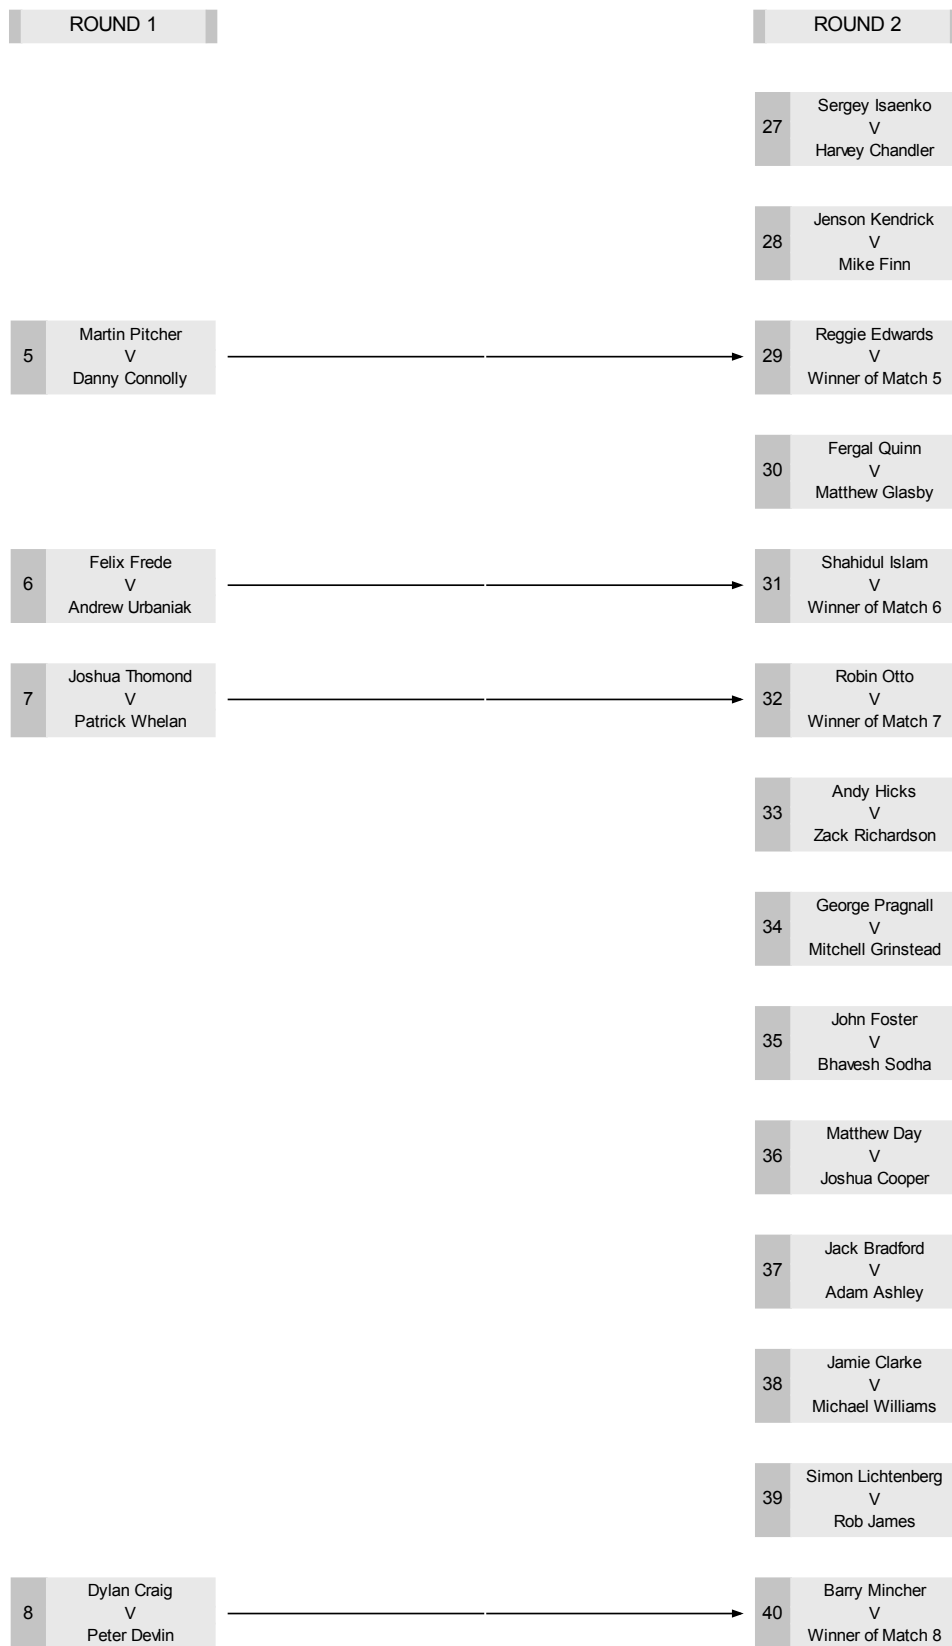 ROUND 1
ROUND 2
27
Sergey Isaenko
V
Harvey Chandler
28
Jenson Kendrick
V
Mike Finn
5
Martin Pitcher
V
Danny Connolly
29
Reggie Edwards
V
Winner of Match 5
30
Fergal Quinn
V
Matthew Glasby
6
Felix Frede
V
Andrew Urbaniak
31
Shahidul Islam
V
Winner of Match 6
7
Joshua Thomond
V
Patrick Whelan
32
Robin Otto
V
Winner of Match 7
33
Andy Hicks
V
Zack Richardson
34
George Pragnall
V
Mitchell Grinstead
35
John Foster
V
Bhavesh Sodha
36
Matthew Day
V
Joshua Cooper
37
Jack Bradford
V
Adam Ashley
38
Jamie Clarke
V
Michael Williams
39
Simon Lichtenberg
V
Rob James
8
Dylan Craig
V
Peter Devlin
40
Barry Mincher
V
Winner of Match 8